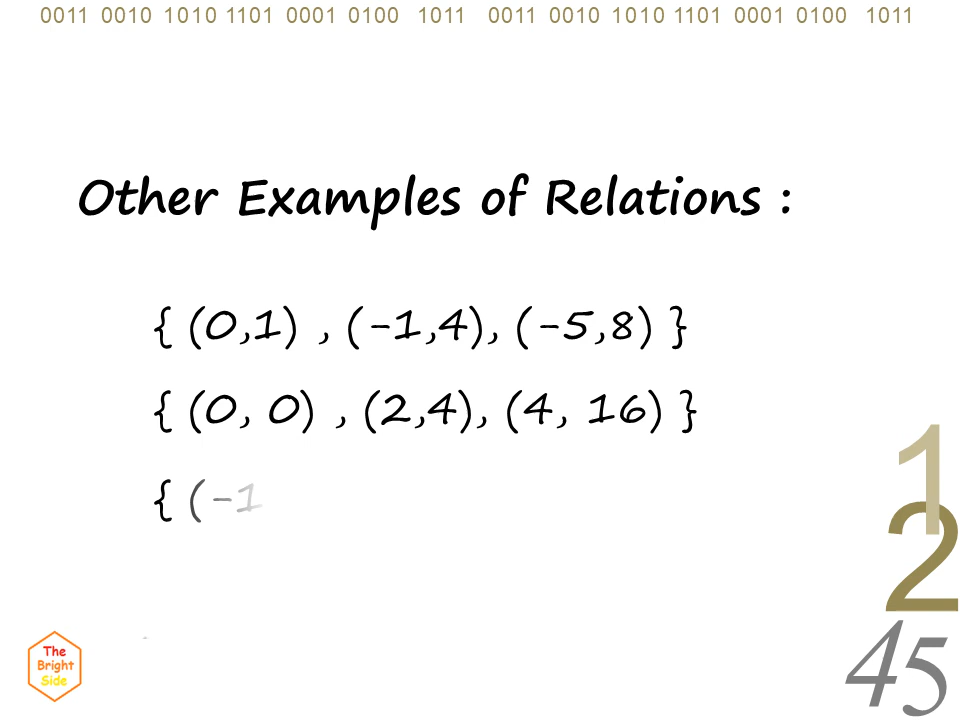 0011 0010 1010 1101 0001 0100 1011 0011 0010 1010 1101 0001 0100 1011
Other Examples of Relations :
{ (0,1) , (-1,4), (-5,8) }
{ (0, 0) , (2,4), (4, 16) }
{ (-1
1
2
45
The
Bright
Side